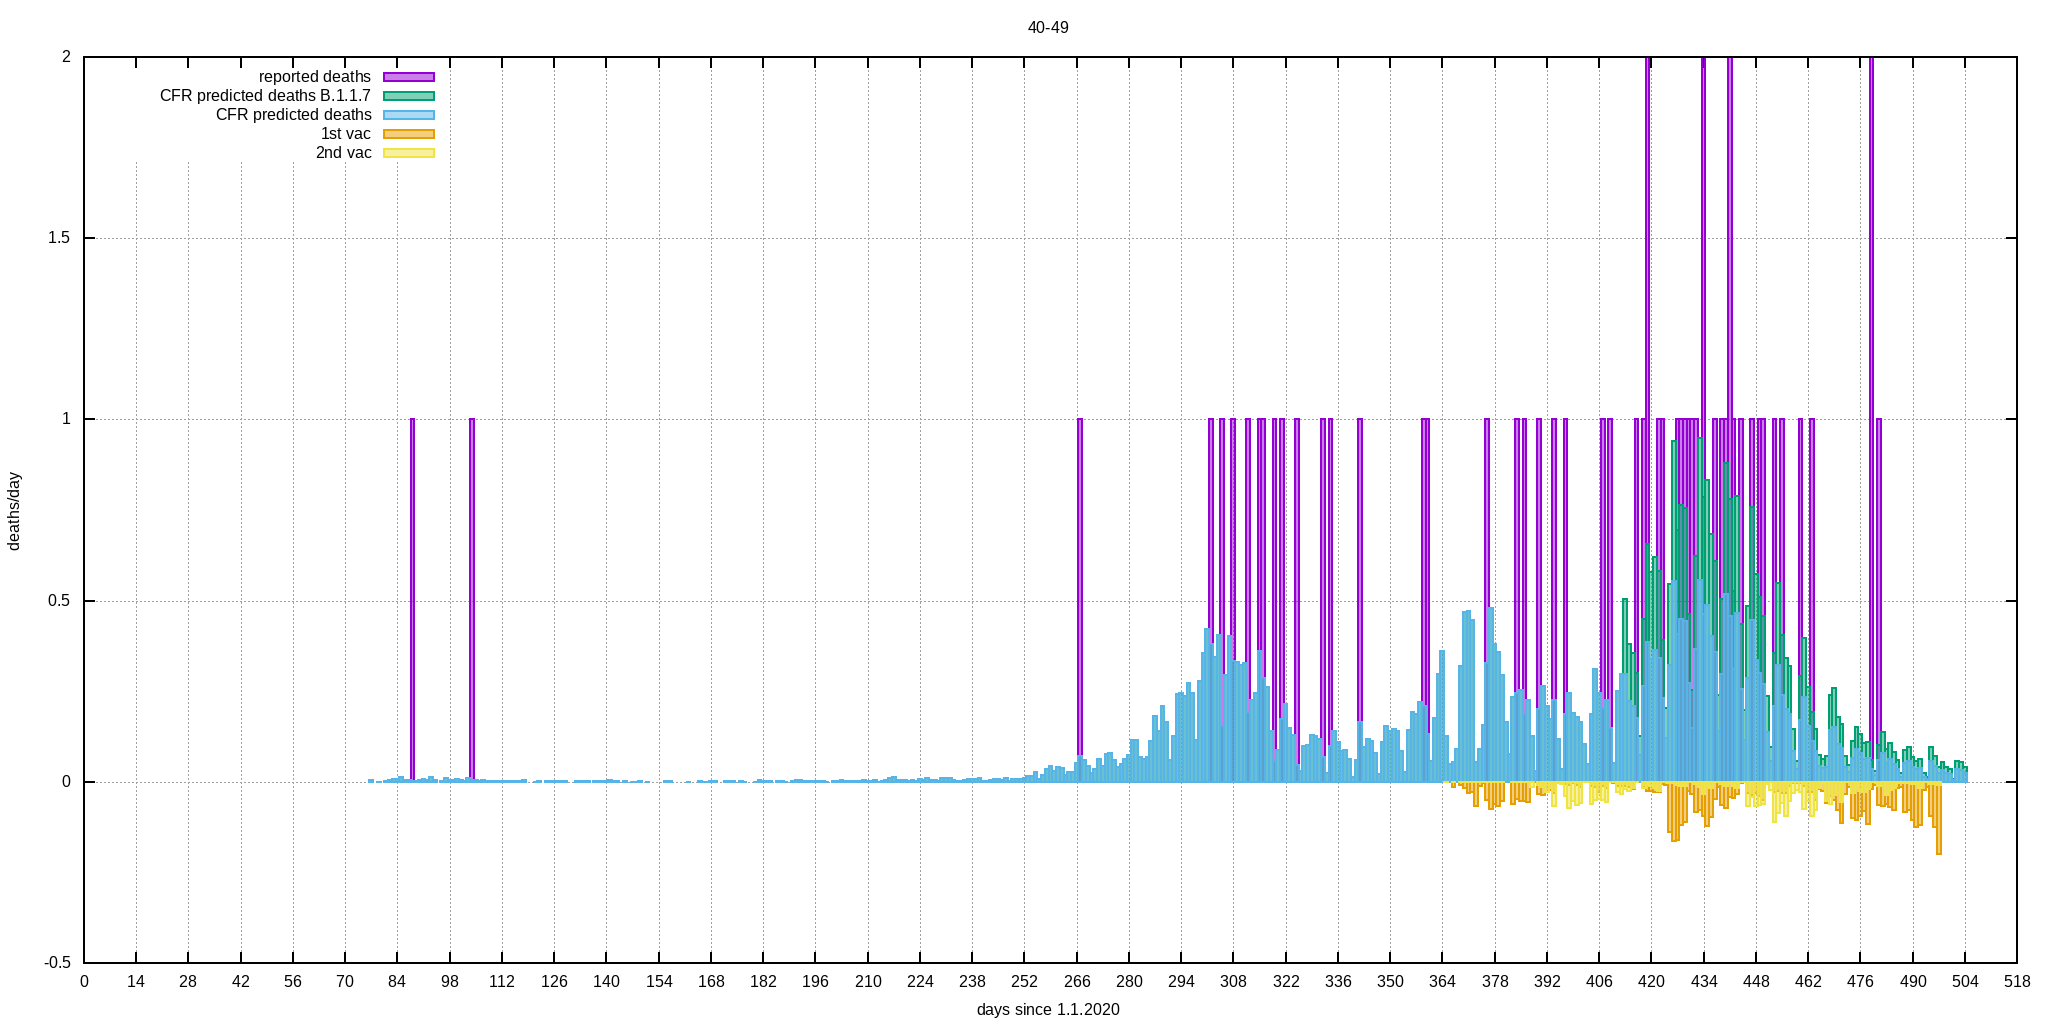 40-49
reported deaths
CFR predicted deaths B.1.1.7
CFR predicted deaths
1st vac
2nd vac
2
1.5
1
0.5
0
-0.5
deaths/day
0 14 28 42 56 70 84 98 112 126 140 154 168 182 196 210 224 238 252 266 280 294 308 322 336 350 364 378 392 406 420 434 448 462 476 490 504 518
days since 1.1.2020